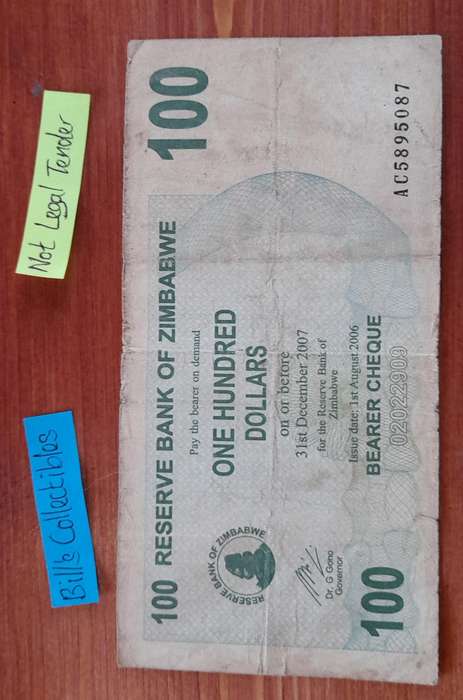 Not Legal Tender
Bill's Collectibles
100 RESERVE BANK OF ZIMBABWE 100
Pay the bearer on demand
ONE HUNDRED
DOLLARS
on or before
31st December 2007
for the Reserve Bank of
Zimbabwe
Issue date: 1st August 2006
BEARER CHEQUE
02022909
RESERVE BANK OF ZIMBABWE
Dr. G Gono
Governor
100
AC5895087